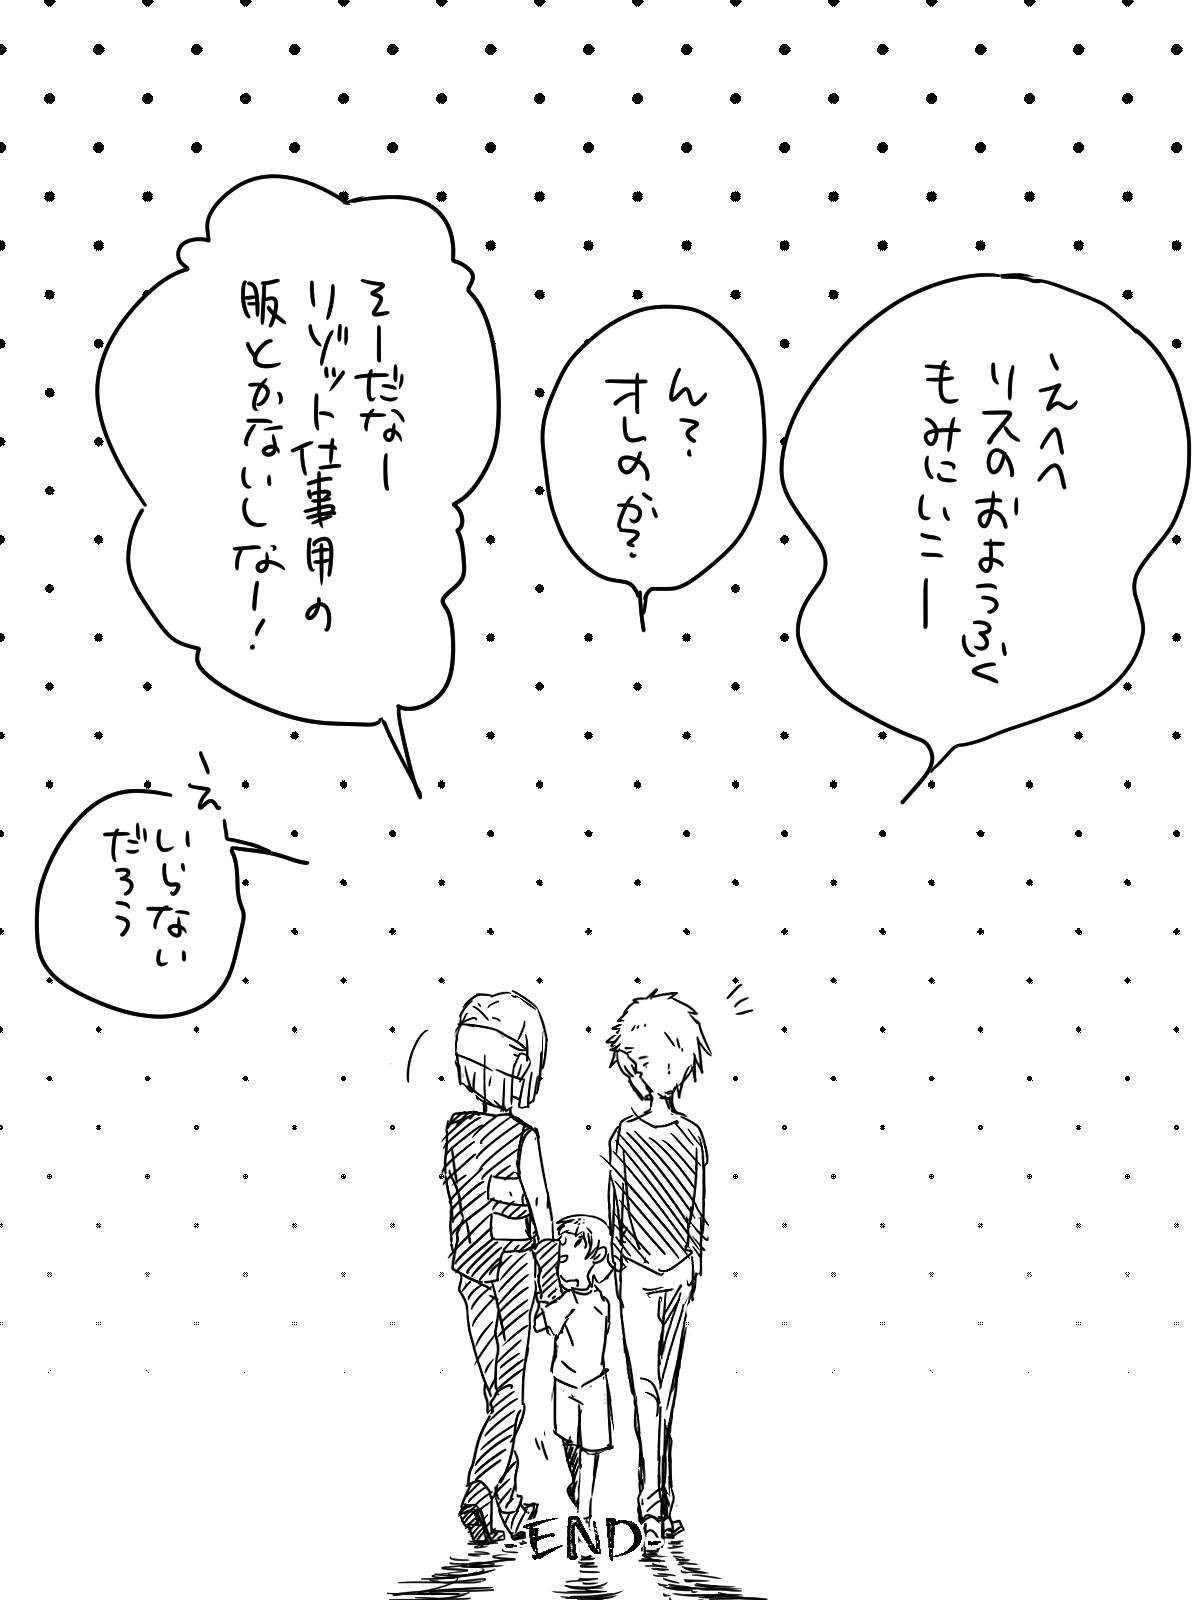 えへへ
リスのおようふく
もみにいこー
ん？
オレのか？
そーだなー
リゾット仕事用の
服とかないしなー！
え
いらない
だろう
END